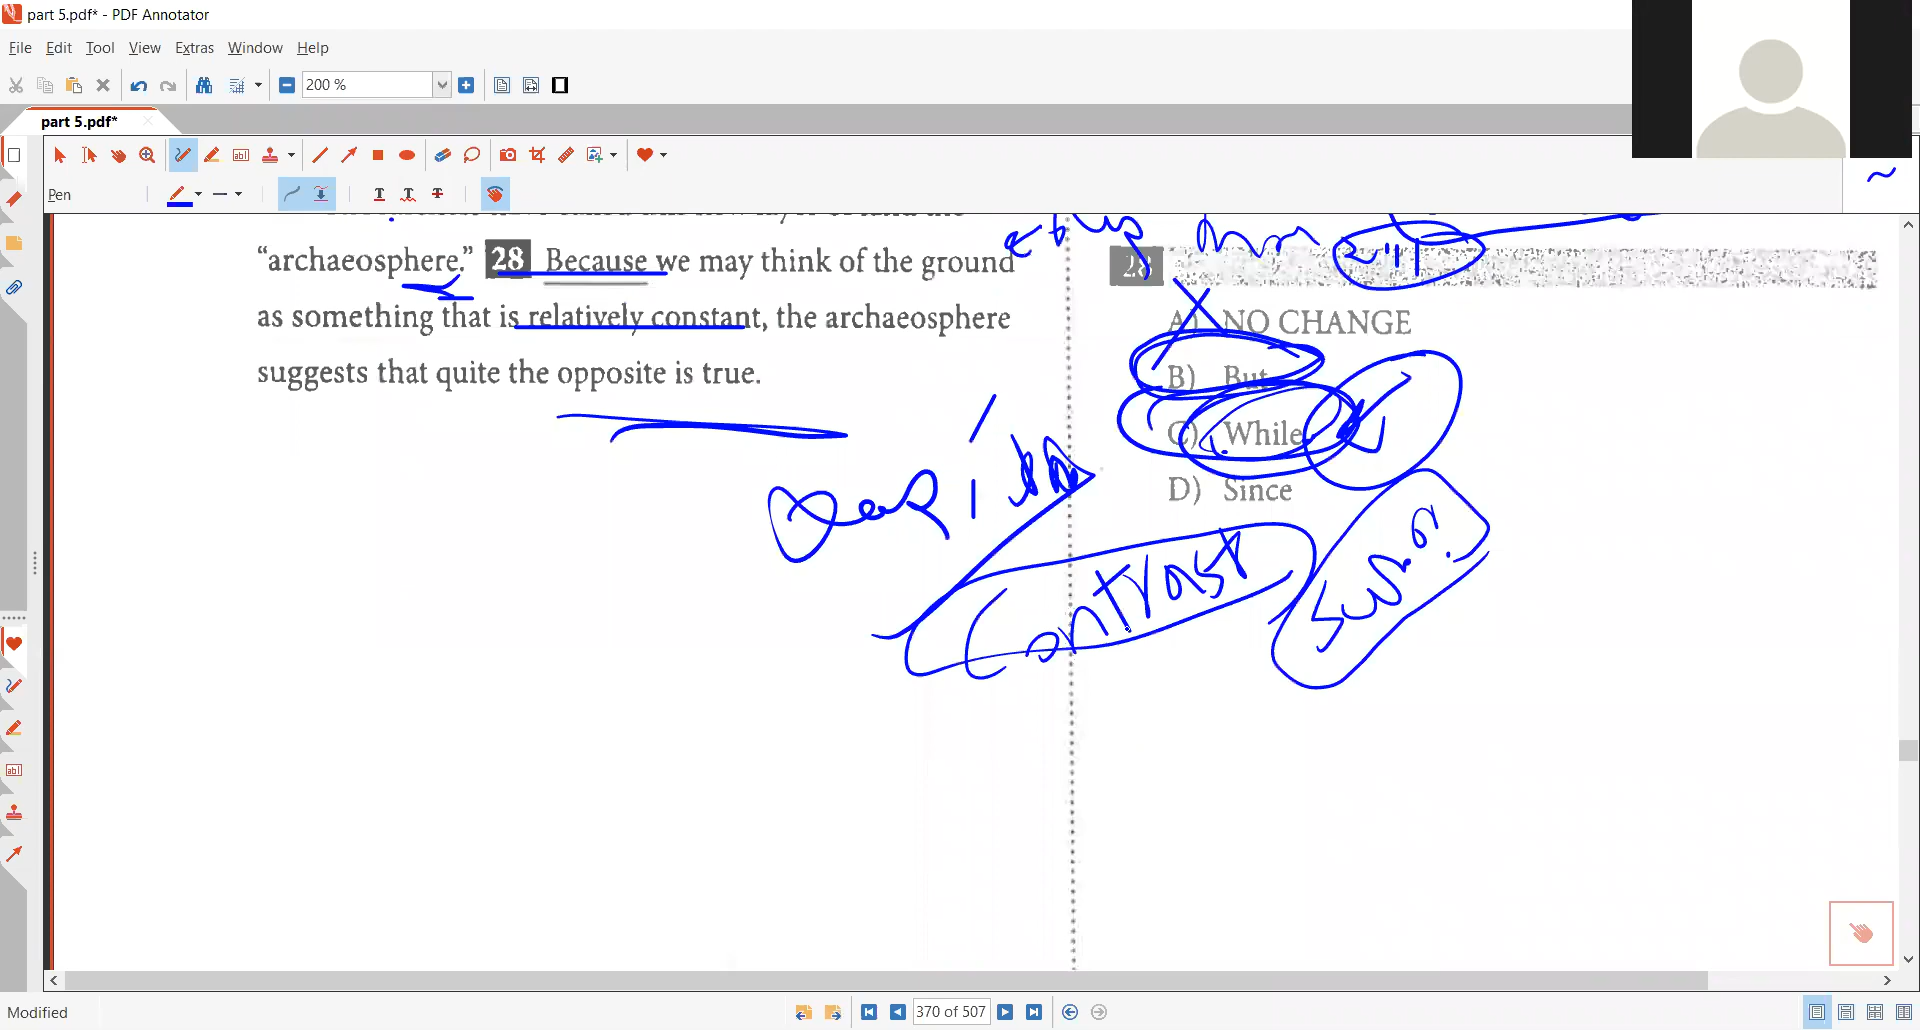 part 5.pdf* - PDF Annotator
File Edit Tool View Extras Window Help
200 %
part 5.pdf*
Pen
“archaeosphere.” 28 Because we may think of the ground
as something that is relatively constant, the archaeosphere
suggests that quite the opposite is true.
28
A) NO CHANGE
B) But
C) While
D) Since
Contrast
Modified
370 of 507